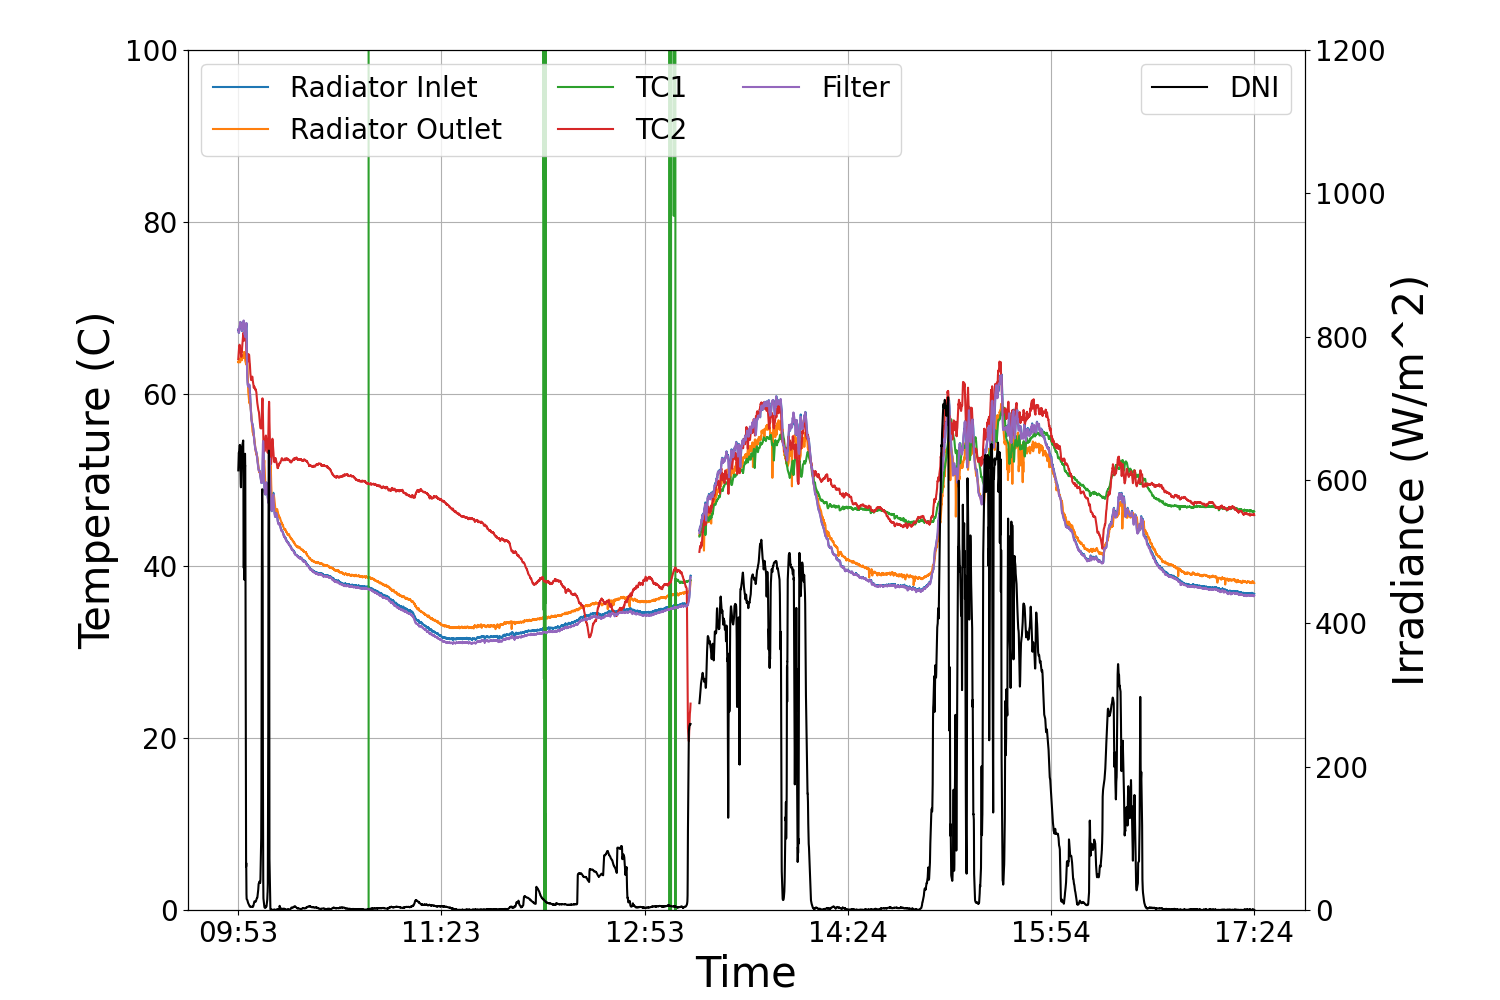 100
80
60
40
20
0
Temperature (C)
Radiator Inlet
Radiator Outlet
TC1
TC2
Filter
DNI
1200
1000
800
600
400
200
0
Irradiance (W/m^2)
09:53 11:23 12:53 14:24 15:54 17:24
Time